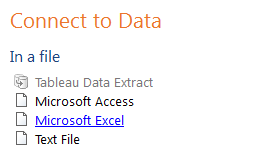 Connect to Data
In a file
Tableau Data Extract
Microsoft Access
Microsoft Excel
Text File